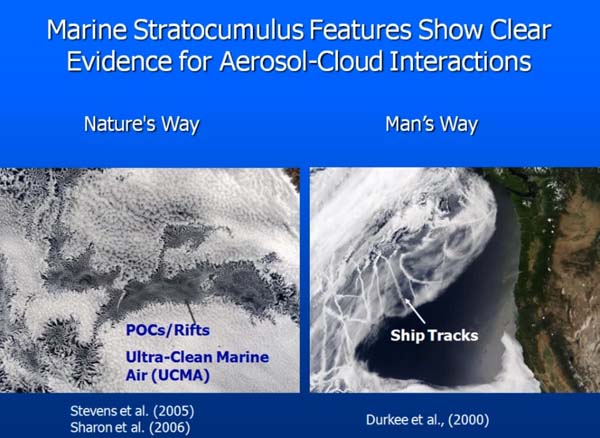 Marine Stratocumulus Features Show Clear
Evidence for Aerosol-Cloud Interactions
Nature's Way
Man’s Way
POCs/Rifts
Ultra-Clean Marine
Air (UCMA)
Ship Tracks
Stevens et al. (2005)
Sharon et al. (2006)
Durkee et al., (2000)